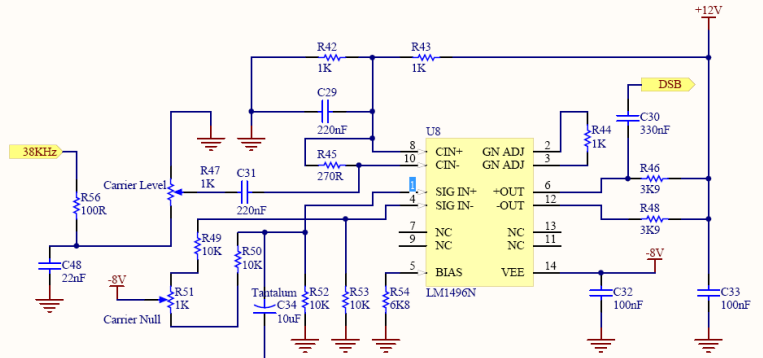 +12V
R42
1K
R43
1K
DSB
C29
220nF
C30
330nF
U8
38KHz
R45
270R
8 CIN+
10 CIN-
GN ADJ 2
GN ADJ 3
R44
1K
R47
1K
C31
220nF
Carrier Level
R56
100R
1 SIG IN+
4 SIG IN-
+OUT 6
-OUT 12
R46
3K9
R48
3K9
7 NC
9 NC
NC 13
NC 11
R49
10K
R50
10K
C48
22nF
-8V
R51
1K
Carrier Null
Tantalum
C34
10uF
R52
10K
R53
10K
R54
6K8
5 BIAS
VEE 14
LM1496N
-8V
C32
100nF
C33
100nF